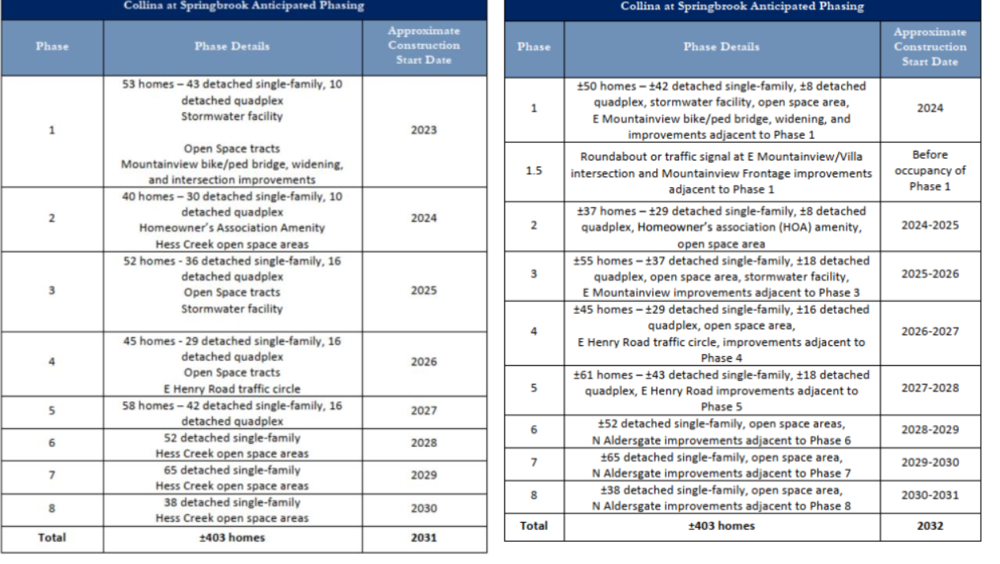 Collina at Springbrook Anticipated Phasing
Phase
Phase Details
Approximate
Construction
Start Date
1
53 homes – 43 detached single-family, 10
detached quadplex
Stormwater facility
Open Space tracts
Mountainview bike/ped bridge, widening,
and intersection improvements
2023
2
40 homes – 30 detached single-family, 10
detached quadplex
Homeowner's Association Amenity
Hess Creek open space areas
2024
3
52 homes - 36 detached single-family, 16
detached quadplex
Open Space tracts
Stormwater facility
2025
4
45 homes - 29 detached single-family, 16
detached quadplex
Open Space tracts
E Henry Road traffic circle
2026
5
58 homes – 42 detached single-family, 16
detached quadplex
2027
6
52 detached single-family
Hess Creek open space areas
2028
7
65 detached single-family
Hess Creek open space areas
2029
8
38 detached single-family
Hess Creek open space areas
2030
Total
±403 homes
2031
Collina at Springbrook Anticipated Phasing
Phase
Phase Details
Approximate
Construction
Start Date
1
±50 homes – ±42 detached single-family, ±8 detached
quadplex, stormwater facility, open space area,
E Mountainview bike/ped bridge, widening, and
improvements adjacent to Phase 1
2024
1.5
Roundabout or traffic signal at E Mountainview/Villa
intersection and Mountainview Frontage improvements
adjacent to Phase 1
Before
occupancy of
Phase 1
2
±37 homes – ±29 detached single-family, ±8 detached
quadplex, Homeowner's association (HOA) amenity,
open space area
2024-2025
3
±55 homes – ±37 detached single-family, ±18 detached
quadplex, open space area, stormwater facility,
E Mountainview improvements adjacent to Phase 3
2025-2026
4
±45 homes – ±29 detached single-family, ±16 detached
quadplex, open space area,
E Henry Road traffic circle, improvements adjacent to
Phase 4
2026-2027
5
±61 homes – ±43 detached single-family, ±18 detached
quadplex, E Henry Road improvements adjacent to
Phase 5
2027-2028
6
±52 detached single-family, open space areas,
N Aldersgate improvements adjacent to Phase 6
2028-2029
7
±65 detached single-family, open space area,
N Aldersgate improvements adjacent to Phase 7
2029-2030
8
±38 detached single-family, open space area,
N Aldersgate improvements adjacent to Phase 8
2030-2031
Total
±403 homes
2032